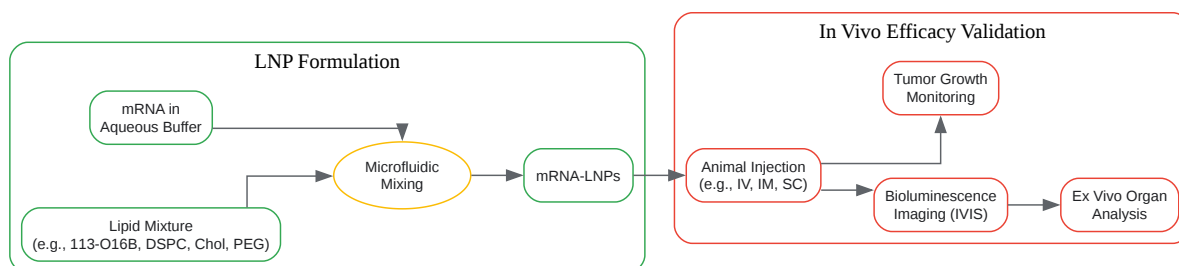 LNP Formulation
mRNA in
Aqueous Buffer
Lipid Mixture
(e.g., 113-O16B, DSPC, Chol, PEG)
Microfluidic
Mixing
mRNA-LNPs
In Vivo Efficacy Validation
Animal Injection
(e.g., IV, IM, SC)
Tumor Growth
Monitoring
Bioluminescence
Imaging (IVIS)
Ex Vivo Organ
Analysis